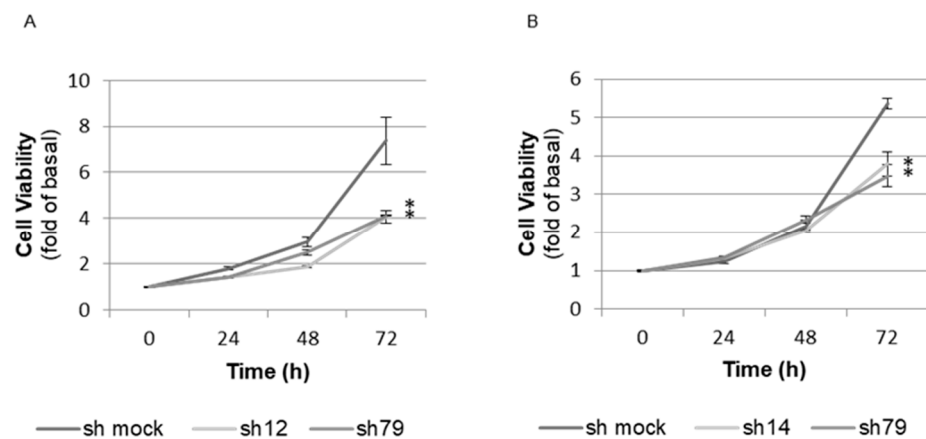 A
Cell Viability
(fold of basal)
10
8
6
4
2
0
**
0 24 48 72
Time (h)
sh mock sh12 sh79
B
Cell Viability
(fold of basal)
6
5
4
3
2
1
0
**
0 24 48 72
Time (h)
sh mock sh14 sh79